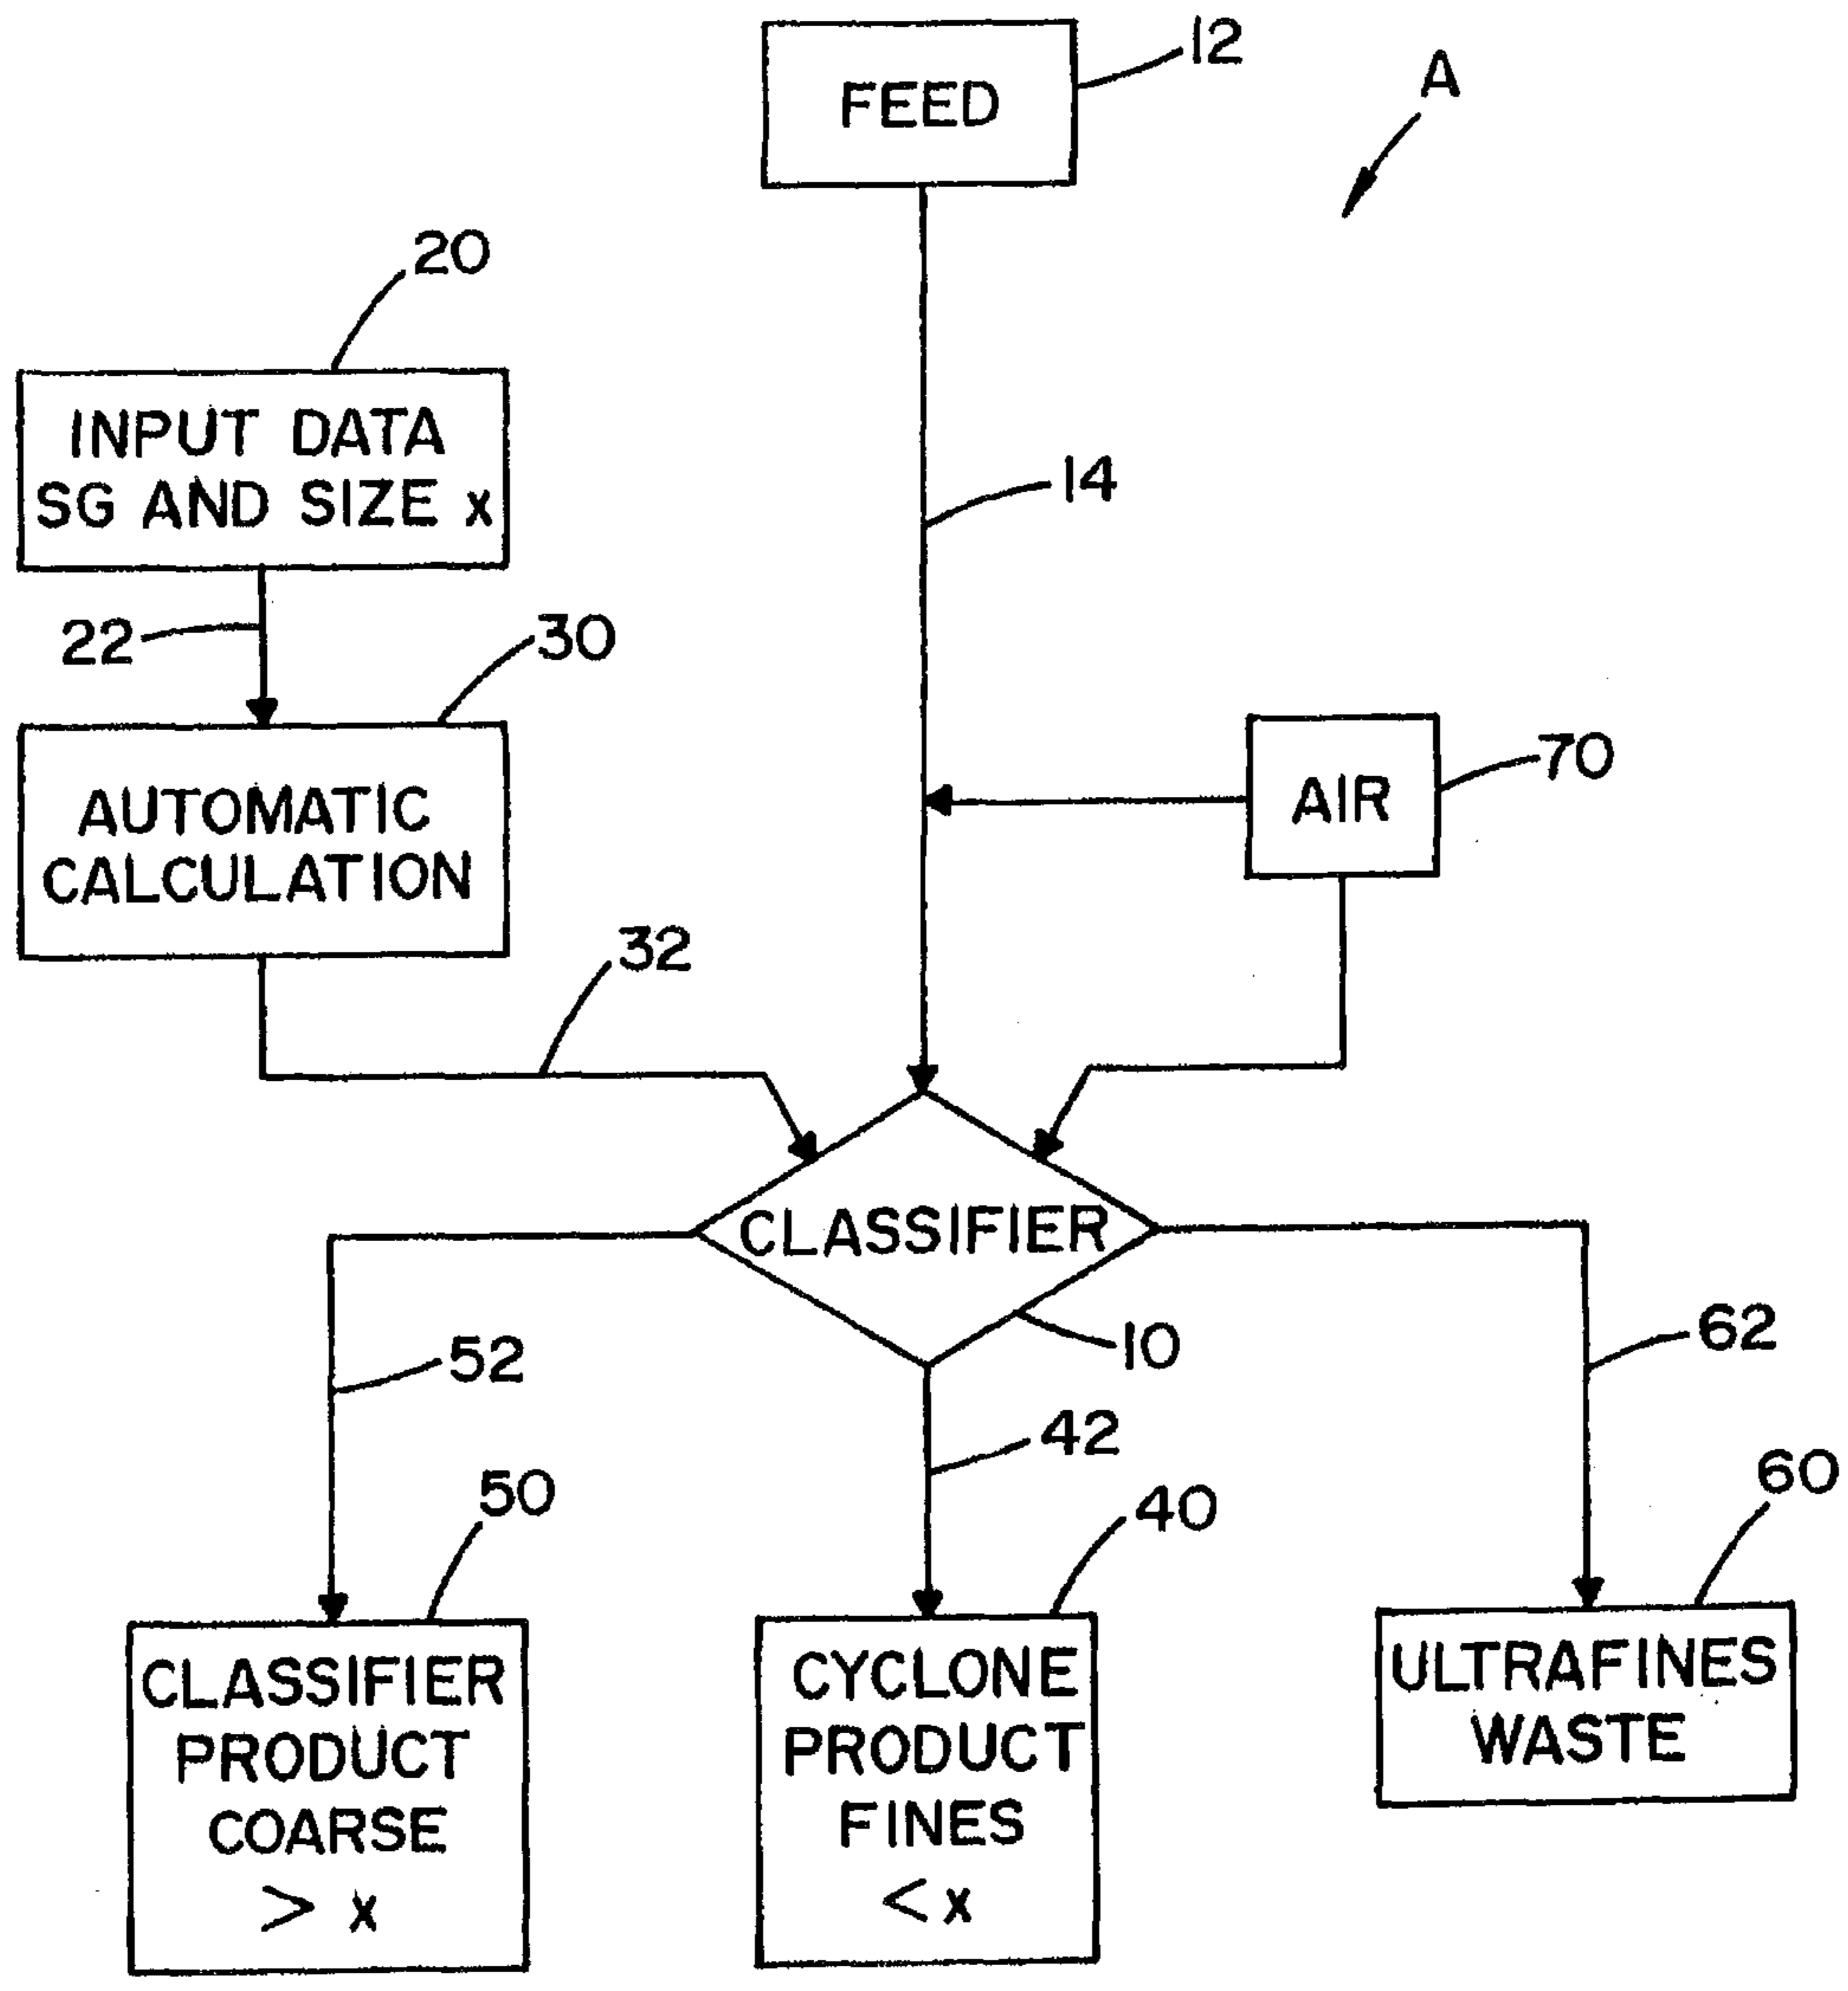 12
FEED
A
20
INPUT DATA
SG AND SIZE x
14
22
30
AUTOMATIC
CALCULATION
70
AIR
32
CLASSIFIER
10
52
62
42
50
40
60
CLASSIFIER
PRODUCT
COARSE
> x
CYCLONE
PRODUCT
FINES
< x
ULTRAFINES
WASTE